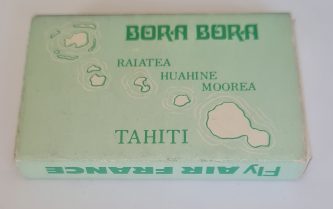 BORA BORA
RAIATEA
HUAHINE
MOOREA
TAHITI
Fly AIR FRANCE